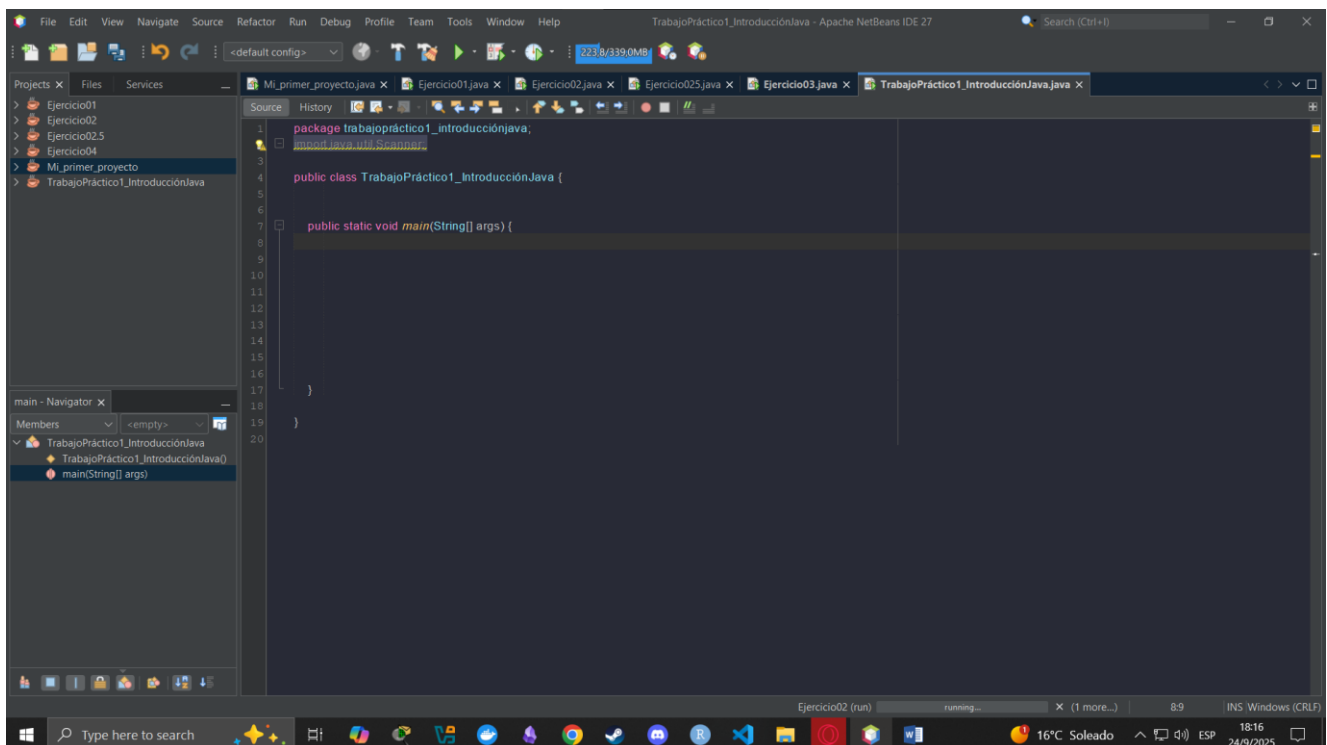 File Edit View Navigate Source Refactor Run Debug Profile Team Tools Window Help TrabajoPráctico1_IntroducciónJava - Apache NetBeans IDE 27 Search (Ctrl+I)
<default config> 223.8/339.0MB
Projects Files Services
Mi_primer_proyecto.java Ejercicio01.java Ejercicio02.java Ejercicio025.java Ejercicio03.java TrabajoPráctico1_IntroducciónJava.java
Source History
Ejercicio01
Ejercicio02
Ejercicio02.5
Ejercicio04
Mi_primer_proyecto
TrabajoPráctico1_IntroducciónJava
1 package trabajopráctico1_introducciónjava;
import java.util.Scanner;
3
4 public class TrabajoPráctico1_IntroducciónJava {
5
6
7 public static void main(String[] args) {
8
9
10
11
12
13
14
15
16
17 }
18
19 }
20
main - Navigator
Members <empty>
TrabajoPráctico1_IntroducciónJava
TrabajoPráctico1_IntroducciónJava()
main(String[] args)
Ejercicio02 (run) running... (1 more...) 8:9 INS Windows (CRLF)
Type here to search 16°C Soleado ESP 18:16
24/9/2025